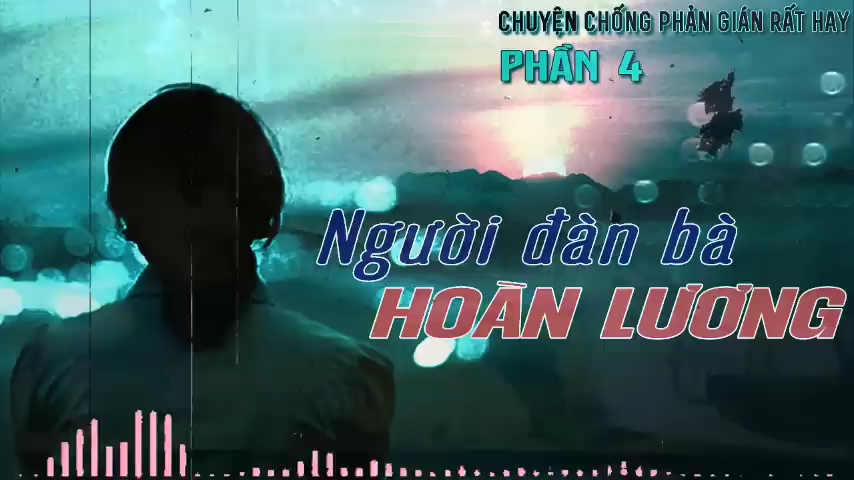 CHUYỆN CHỐNG PHẢN GIÁN RẤT HAY
PHẦN 4
Người đàn bà
HOÀN LƯƠNG